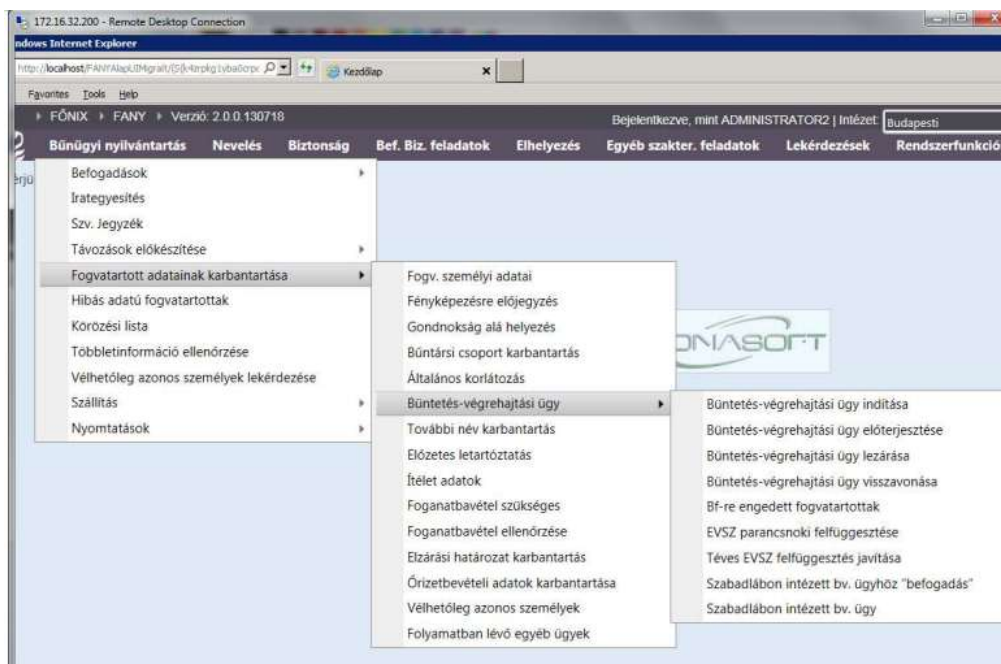 172.16.32.200 - Remote Desktop Connection
ndows Internet Explorer
Kezdőlap
Favorites Tools Help
FŐNIX FANY Verzió: 2.0.0.130718
Bejelentkezve, mint ADMINISTRATOR2 | Intézet: Budapesti
Bűnügyi nyilvántartás Nevelés Biztonság Bef. Biz. feladatok Elhelyezés Egyéb szakter. feladatok Lekérdezések Rendszerfunkció
Befogadások
Irategyesítés
Szv. Jegyzék
Távozások előkészítése
Fogvatartott adatainak karbantartása
Hibás adatú fogvatartottak
Körözési lista
Többletinformáció ellenőrzése
Vélhetőleg azonos személyek lekérdezése
Szállítás
Nyomtatások
Fogv. személyi adatai
Fényképezésre előjegyzés
Gondnokság alá helyezés
Bűntársi csoport karbantartás
Általános korlátozás
Büntetés-végrehajtási ügy
További név karbantartás
Előzetes letartóztatás
Ítélet adatok
Foganatbavétel szükséges
Foganatbavétel ellenőrzése
Elzárási határozat karbantartás
Őrizetbevételi adatok karbantartása
Vélhetőleg azonos személyek
Folyamatban lévő egyéb ügyek
Büntetés-végrehajtási ügy indítása
Büntetés-végrehajtási ügy előterjesztése
Büntetés-végrehajtási ügy lezárása
Büntetés-végrehajtási ügy visszavonása
Bf-re engedett fogvatartottak
EVSZ parancsnoki felfüggesztése
Téves EVSZ felfüggesztés javítása
Szabadlábon intézett bv. ügyhöz "befogadás"
Szabadlábon intézett bv. ügy
ONASOFT